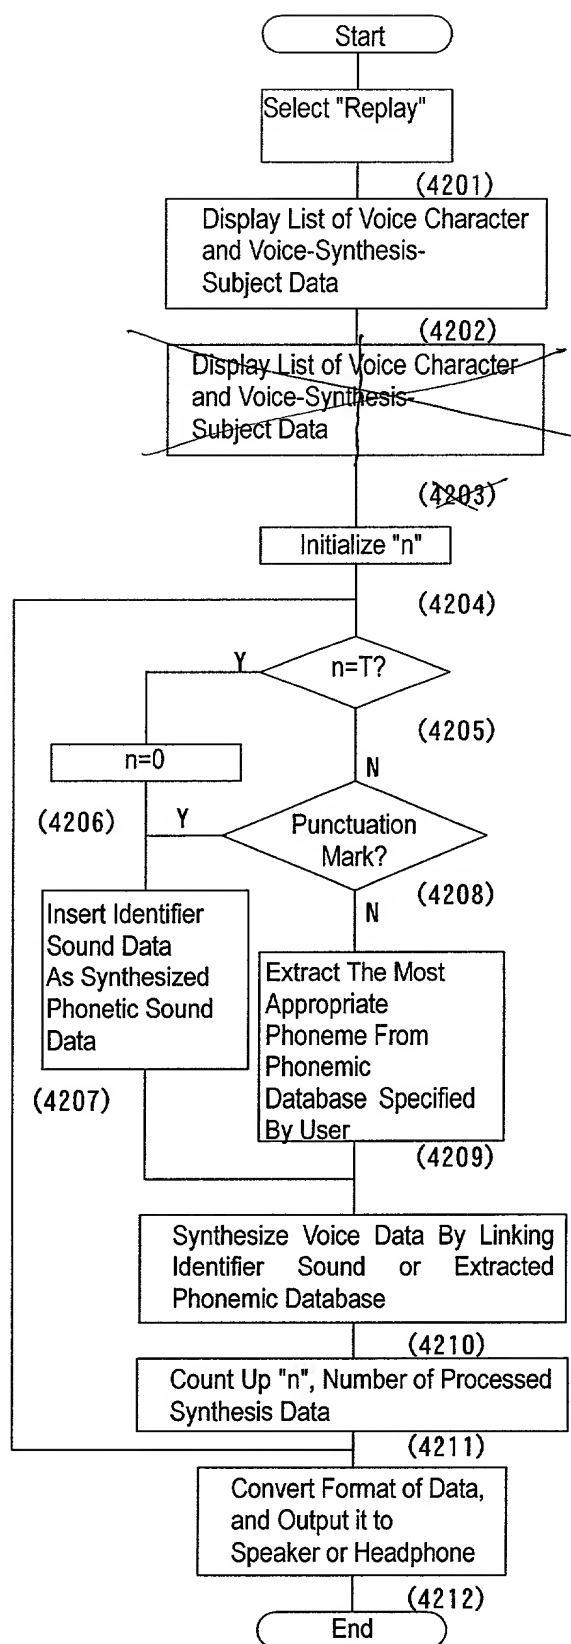 Start
Select "Replay"
(4201)
Display List of Voice Character
and Voice-Synthesis-
Subject Data
(4202)
Display List of Voice Character
and Voice-Synthesis-
Subject Data
(4203)
Initialize "n"
(4204)
Y
n=T?
(4205)
n=0
N
(4206)
Y
Punctuation
Mark?
(4208)
N
Insert Identifier
Sound Data
As Synthesized
Phonetic Sound
Data
(4207)
Extract The Most
Appropriate
Phoneme From
Phonemic
Database Specified
By User
(4209)
Synthesize Voice Data By Linking
Identifier Sound or Extracted
Phonemic Database
(4210)
Count Up "n", Number of Processed
Synthesis Data
(4211)
Convert Format of Data,
and Output it to
Speaker or Headphone
(4212)
End